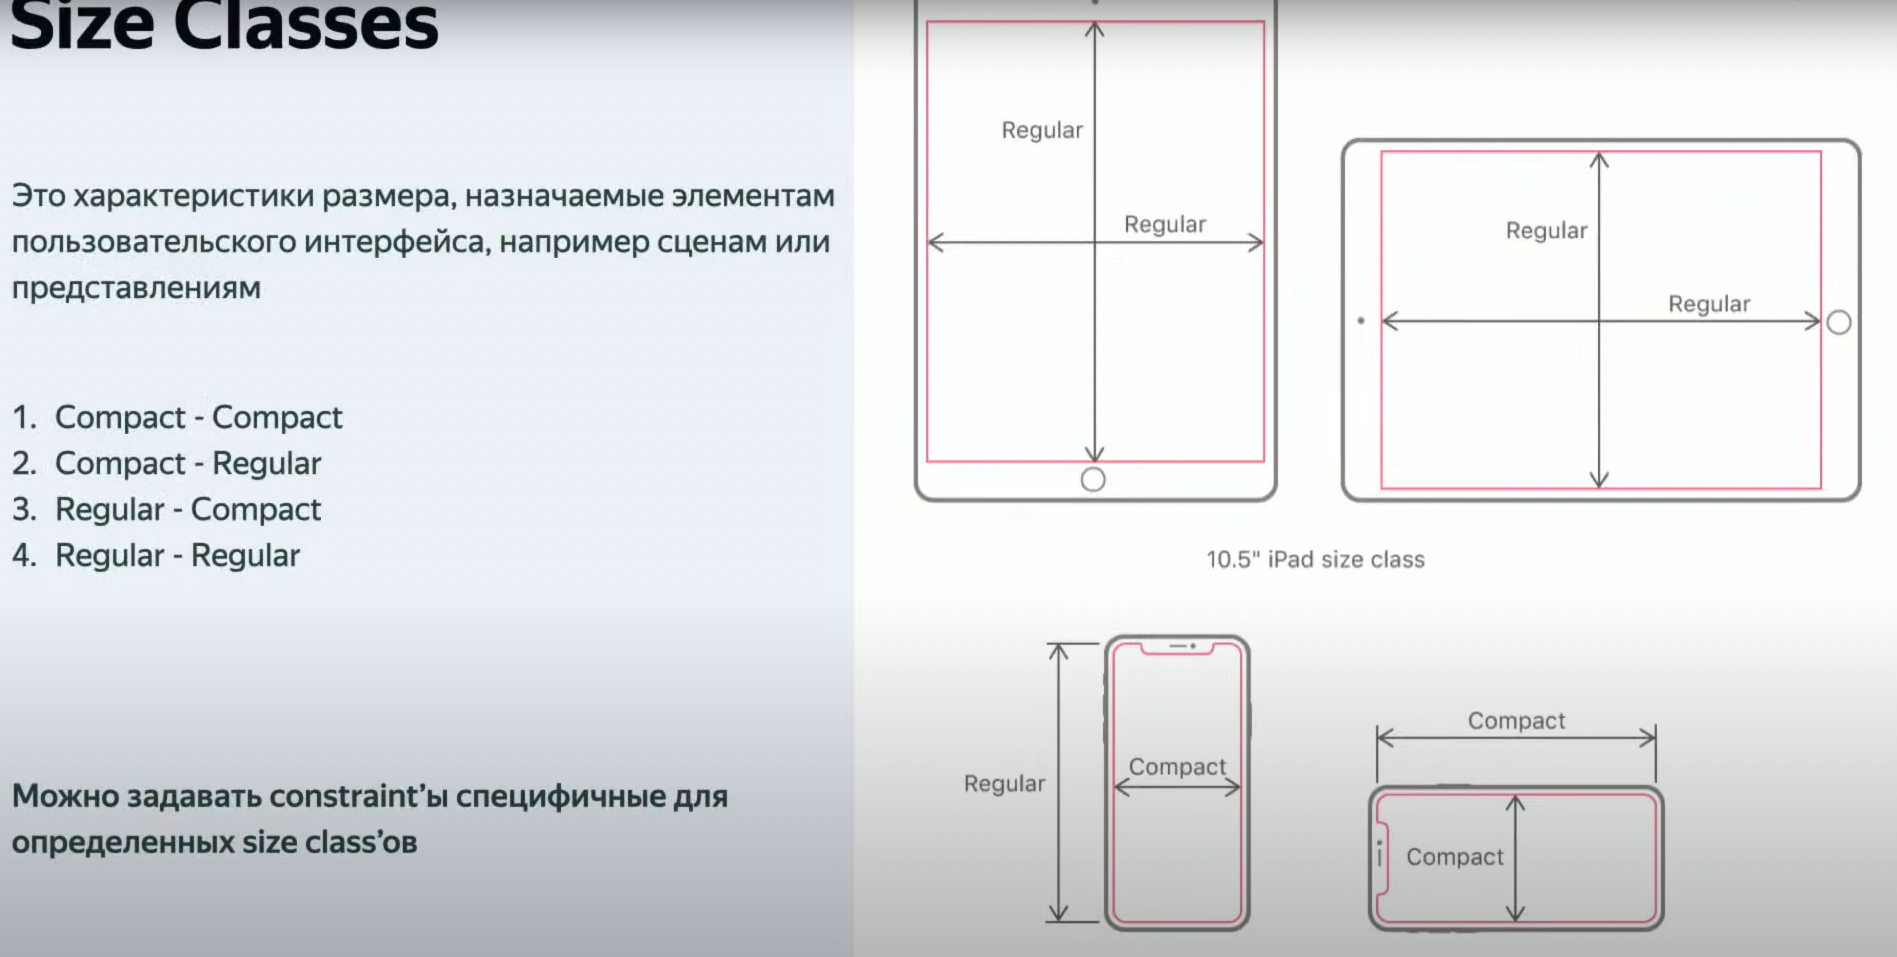 Size Classes
Это характеристики размера, назначаемые элементам
пользовательского интерфейса, например сценам или
представлениям
1. Compact - Compact
2. Compact - Regular
3. Regular - Compact
4. Regular - Regular
Можно задавать constraint’ы специфичные для
определенных size class’ов
Regular
Regular
Regular
Regular
10.5" iPad size class
Regular
Compact
Compact
Compact